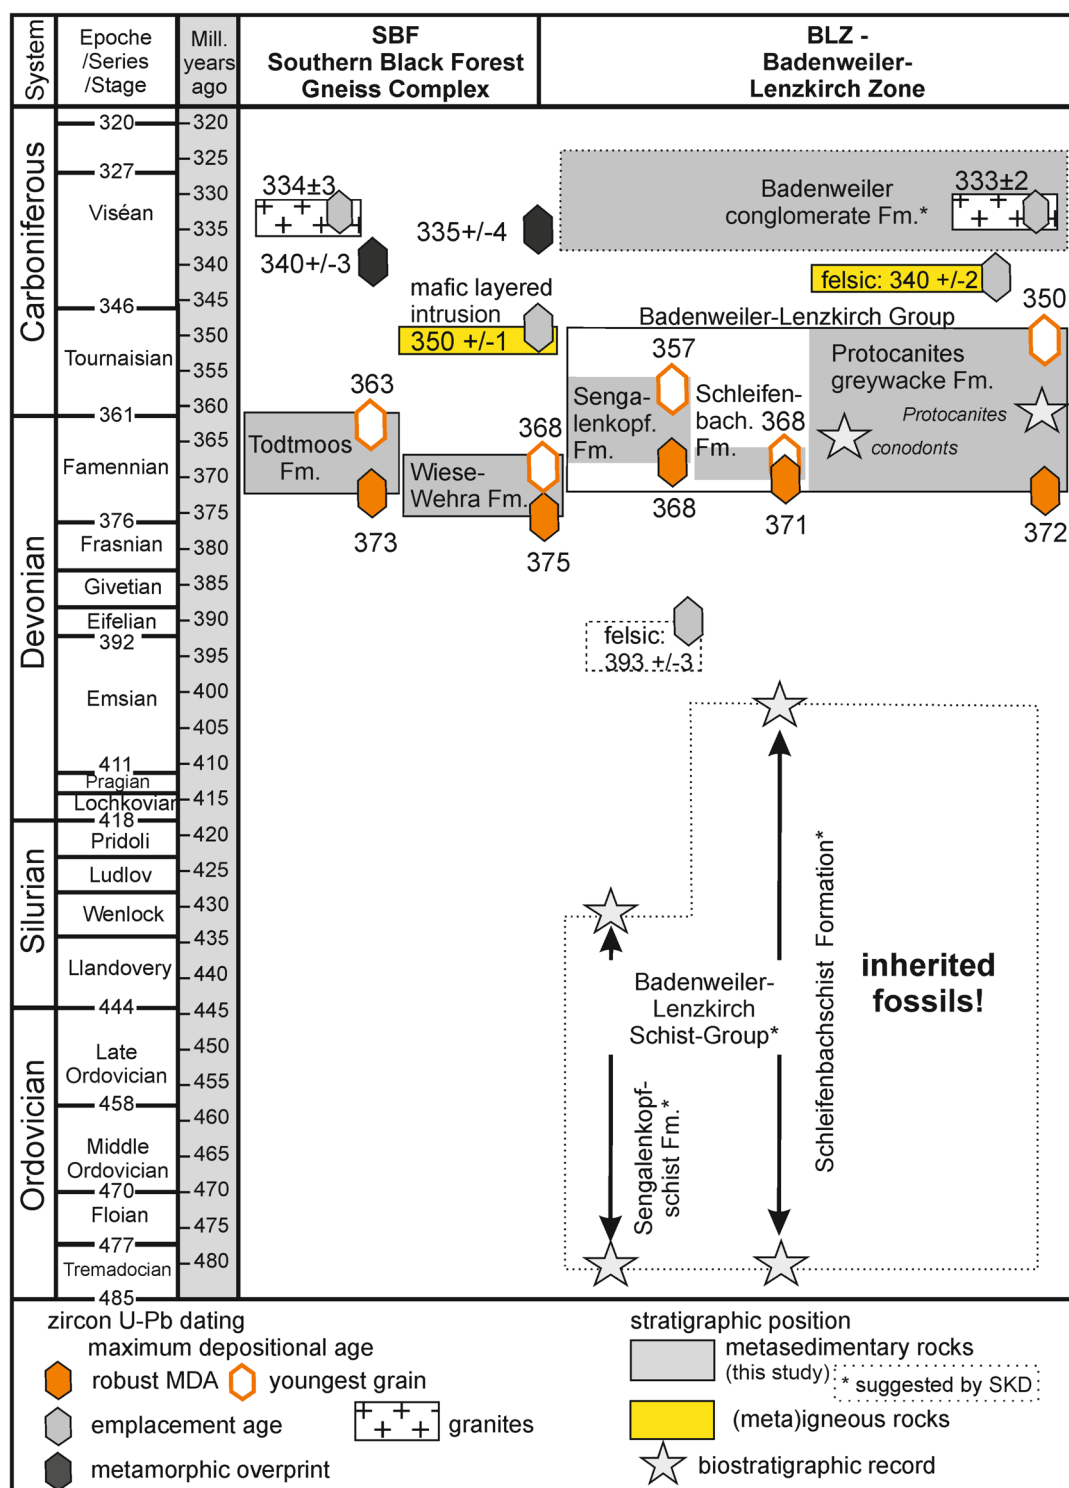 System
Epoche
/Series
/Stage
Mill.
years
ago
SBF
Southern Black Forest
Gneiss Complex
BLZ -
Badenweiler-
Lenzkirch Zone
Carboniferous
Devonian
Silurian
Ordovician
320
327
Viséan
346
Tournaisian
361
Famennian
376
Frasnian
Givetian
Eifelian
392
Emsian
411
Pragian
Lochkovian
418
Pridoli
Ludlov
Wenlock
Llandovery
444
Late
Ordovician
458
Middle
Ordovician
470
Floian
477
Tremadocian
485
320
325
330
335
340
345
350
355
360
365
370
375
380
385
390
395
400
405
410
415
420
425
430
435
440
445
450
455
460
465
470
475
480
334±3
340+/-3
335+/-4
mafic layered
intrusion
350 +/-1
363
Todtmoos
Fm.
373
368
Wiese-
Wehra Fm.
375
Badenweiler
conglomerate Fm.*
333±2
felsic: 340 +/-2
350
Badenweiler-Lenzkirch Group
357
Senga-
lenkopf.
Fm.
368
Schleifen-
bach.
Fm.
368
371
Protocanites
greywacke Fm.
Protocanites
conodonts
372
felsic:
393 +/-3
Badenweiler-
Lenzkirch
Schist-Group*
Sengalenkopf-
schist Fm.*
Schleifenbachschist Formation*
inherited
fossils!
zircon U-Pb dating
maximum depositional age
robust MDA
youngest grain
emplacement age
granites
metamorphic overprint
stratigraphic position
metasedimentary rocks
(this study)
* suggested by SKD
(meta)igneous rocks
biostratigraphic record